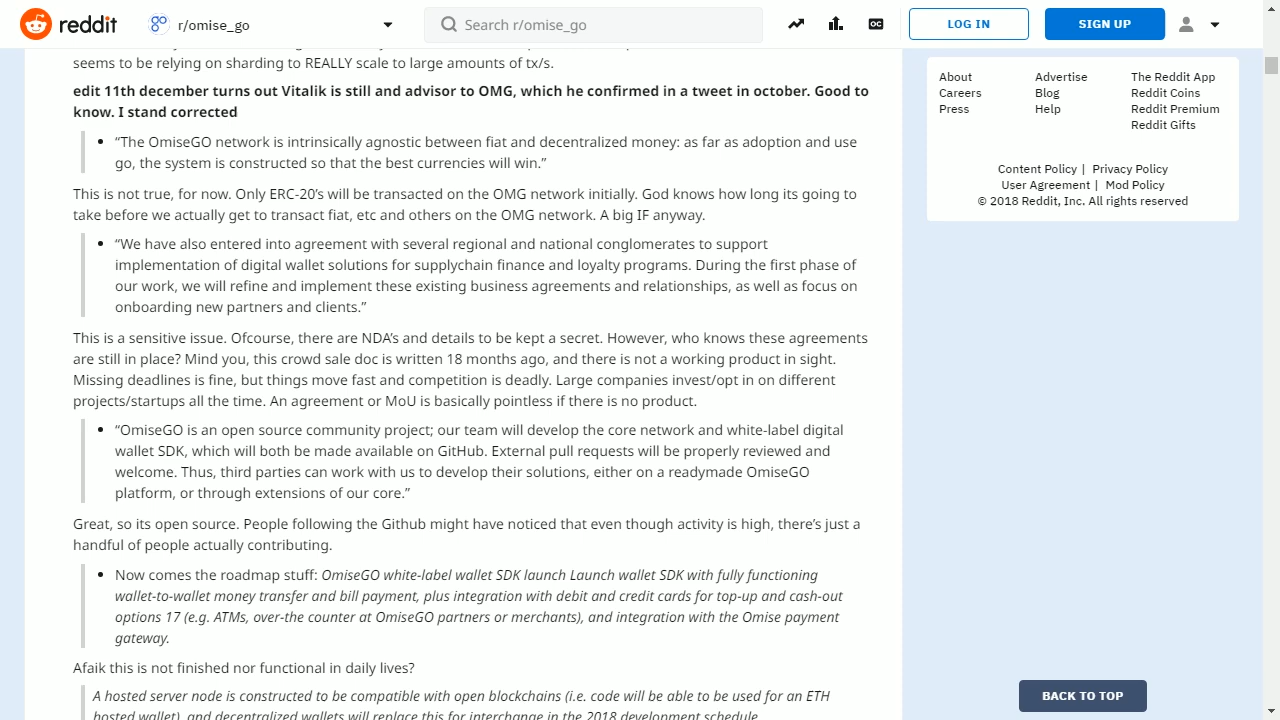 reddit
r/omise_go
Search r/omise_go
LOG IN
SIGN UP
seems to be relying on sharding to REALLY scale to large amounts of tx/s.
edit 11th december turns out Vitalik is still and advisor to OMG, which he confirmed in a tweet in october. Good to
know. I stand corrected
• “The OmiseGO network is intrinsically agnostic between fiat and decentralized money: as far as adoption and use
go, the system is constructed so that the best currencies will win.”
This is not true, for now. Only ERC-20’s will be transacted on the OMG network initially. God knows how long its going to
take before we actually get to transact fiat, etc and others on the OMG network. A big IF anyway.
• “We have also entered into agreement with several regional and national conglomerates to support
implementation of digital wallet solutions for supplychain finance and loyalty programs. During the first phase of
our work, we will refine and implement these existing business agreements and relationships, as well as focus on
onboarding new partners and clients.”
This is a sensitive issue. Ofcourse, there are NDA’s and details to be kept a secret. However, who knows these agreements
are still in place? Mind you, this crowd sale doc is written 18 months ago, and there is not a working product in sight.
Missing deadlines is fine, but things move fast and competition is deadly. Large companies invest/opt in on different
projects/startups all the time. An agreement or MoU is basically pointless if there is no product.
• “OmiseGO is an open source community project; our team will develop the core network and white-label digital
wallet SDK, which will both be made available on GitHub. External pull requests will be properly reviewed and
welcome. Thus, third parties can work with us to develop their solutions, either on a readymade OmiseGO
platform, or through extensions of our core.”
Great, so its open source. People following the Github might have noticed that even though activity is high, there’s just a
handful of people actually contributing.
• Now comes the roadmap stuff: OmiseGO white-label wallet SDK launch Launch wallet SDK with fully functioning
wallet-to-wallet money transfer and bill payment, plus integration with debit and credit cards for top-up and cash-out
options 17 (e.g. ATMs, over-the counter at OmiseGO partners or merchants), and integration with the Omise payment
gateway.
Afaik this is not finished nor functional in daily lives?
A hosted server node is constructed to be compatible with open blockchains (i.e. code will be able to be used for an ETH
hosted wallet), and decentralized wallets will replace this for interchange in the 2018 development schedule.
About
Careers
Press
Advertise
Blog
Help
The Reddit App
Reddit Coins
Reddit Premium
Reddit Gifts
Content Policy | Privacy Policy
User Agreement | Mod Policy
© 2018 Reddit, Inc. All rights reserved
BACK TO TOP